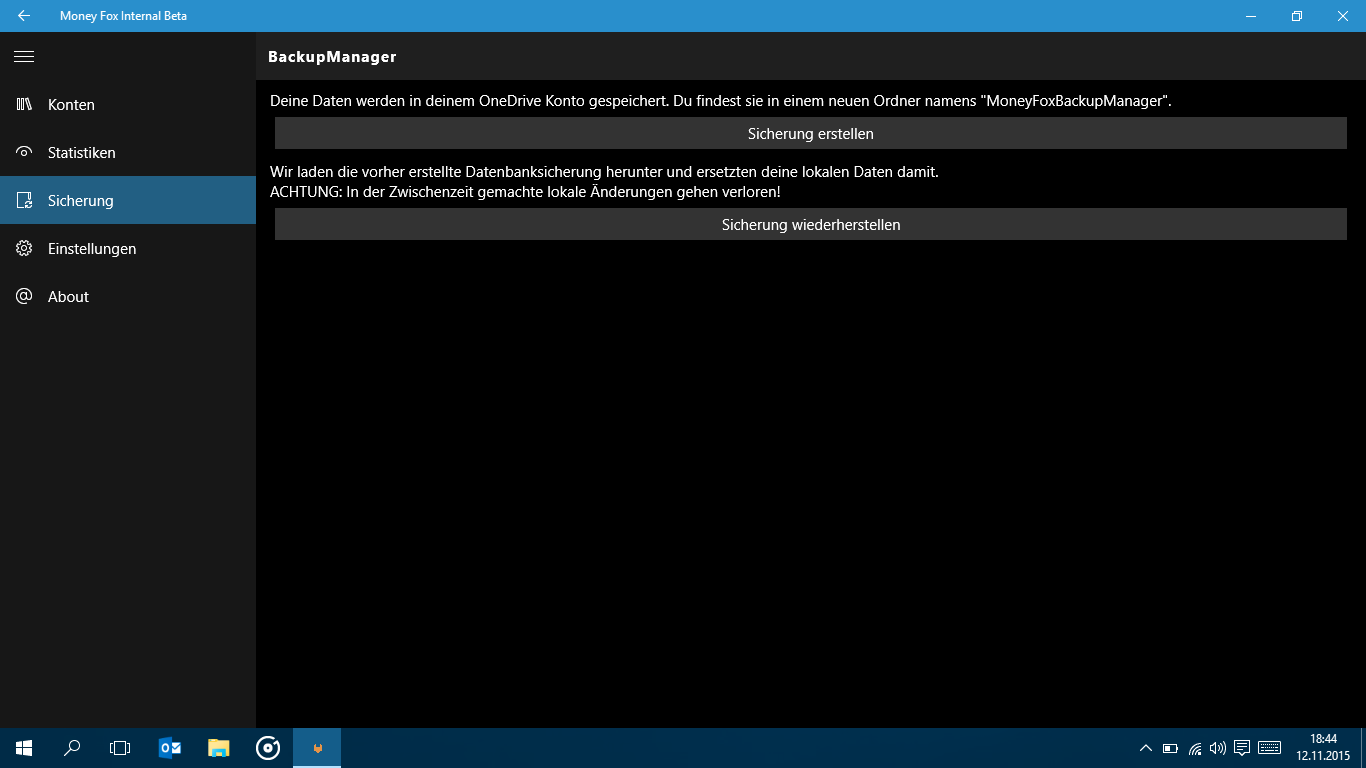 Money Fox Internal Beta
BackupManager
Konten
Statistiken
Sicherung
Einstellungen
About
Deine Daten werden in deinem OneDrive Konto gespeichert. Du findest sie in einem neuen Ordner namens "MoneyFoxBackupManager".
Sicherung erstellen
Wir laden die vorher erstellte Datenbanksicherung herunter und ersetzten deine lokalen Daten damit.
ACHTUNG: In der Zwischenzeit gemachte lokale Änderungen gehen verloren!
Sicherung wiederherstellen
18:44
12.11.2015